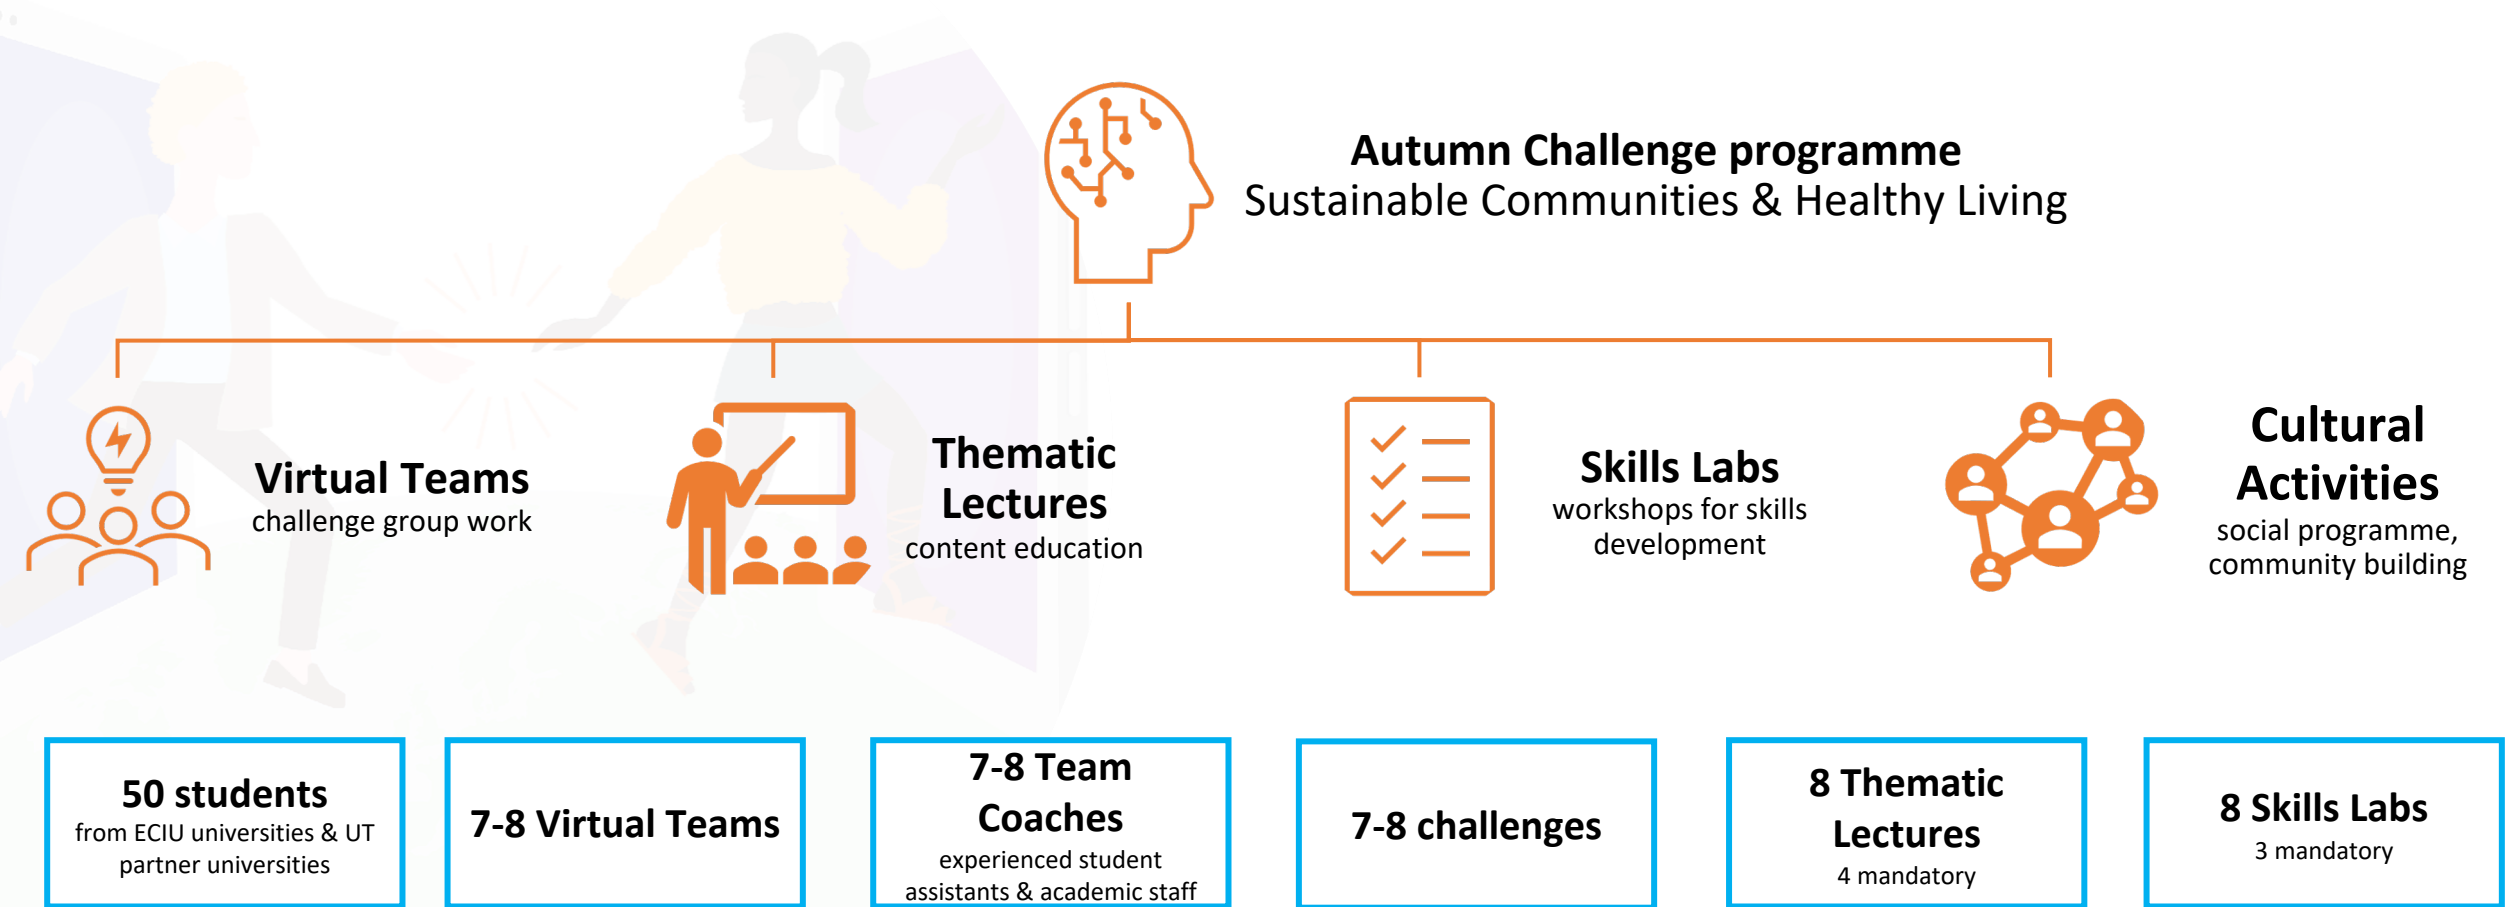 Autumn Challenge programme
Sustainable Communities & Healthy Living
Virtual Teams
challenge group work
Thematic
Lectures
content education
Skills Labs
workshops for skills
development
Cultural
Activities
social programme,
community building
50 students
from ECIU universities & UT
partner universities
7-8 Virtual Teams
7-8 Team
Coaches
experienced student
assistants & academic staff
7-8 challenges
8 Thematic
Lectures
4 mandatory
8 Skills Labs
3 mandatory